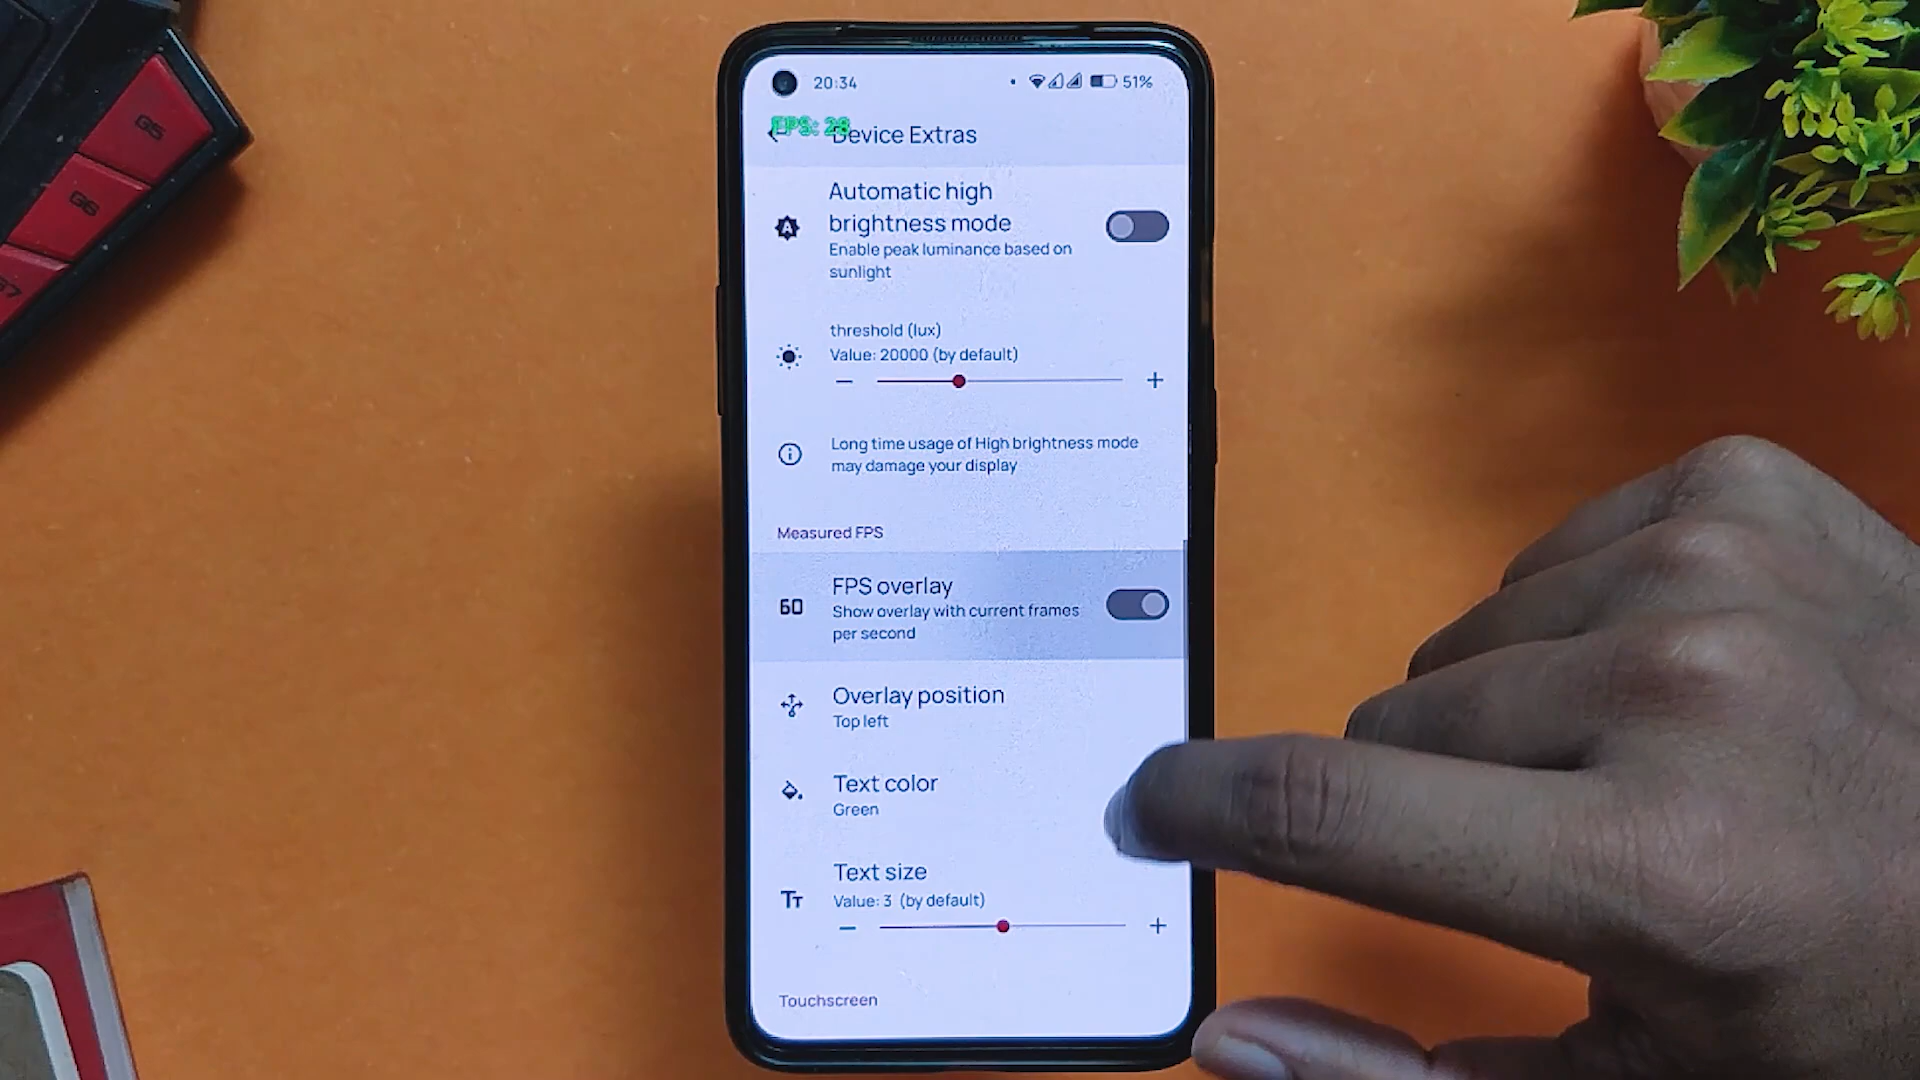 G5
G6
20:34
51%
FPS: 28
Device Extras
Automatic high
brightness mode
Enable peak luminance based on
sunlight
threshold (lux)
Value: 20000 (by default)
Long time usage of High brightness mode
may damage your display
Measured FPS
60
FPS overlay
Show overlay with current frames
per second
Overlay position
Top left
Text color
Green
Text size
TT
Value: 3 (by default)
Touchscreen